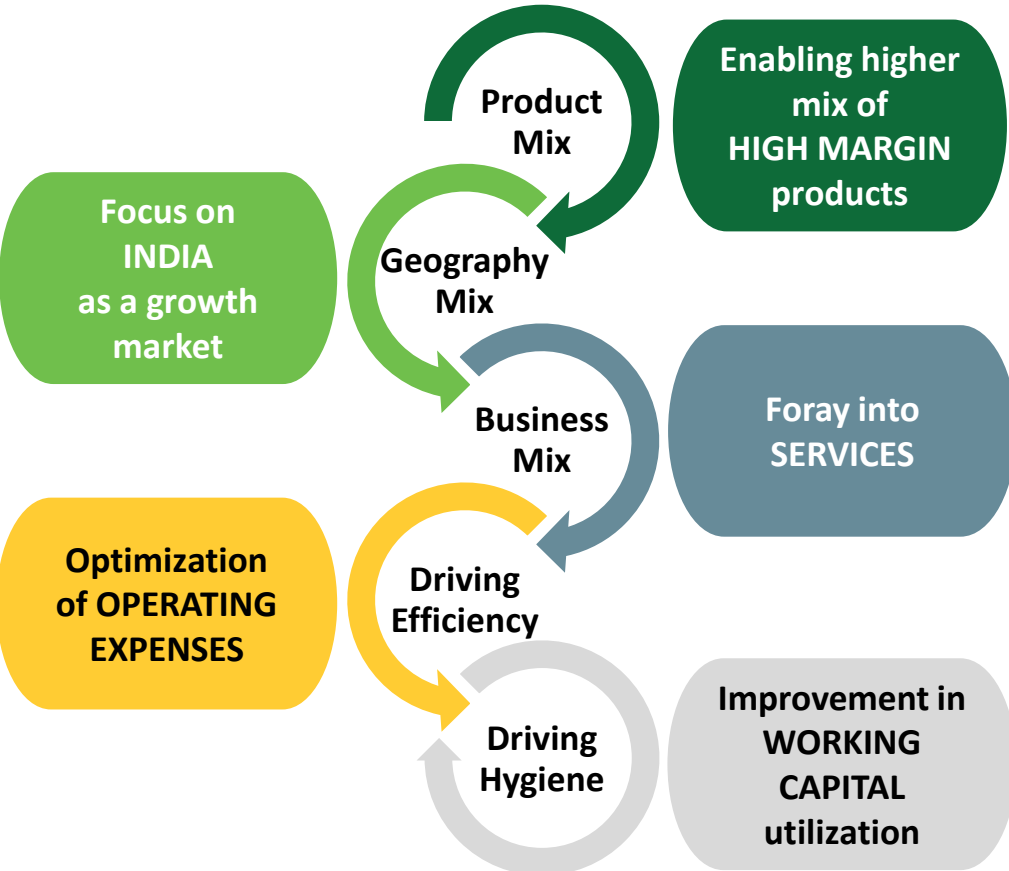 Product
Mix
Enabling higher
mix of
HIGH MARGIN
products
Focus on
INDIA
as a growth
market
Geography
Mix
Business
Mix
Foray into
SERVICES
Optimization
of OPERATING
EXPENSES
Driving
Efficiency
Driving
Hygiene
Improvement in
WORKING
CAPITAL
utilization